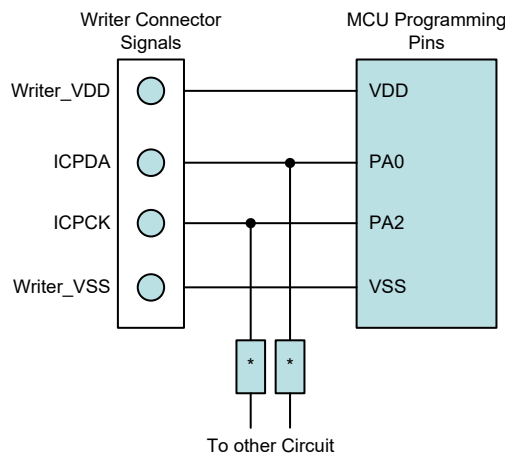 Writer Connector
Signals
MCU Programming
Pins
Writer_VDD
VDD
ICPDA
PA0
ICPCK
PA2
Writer_VSS
VSS
*
*
To other Circuit